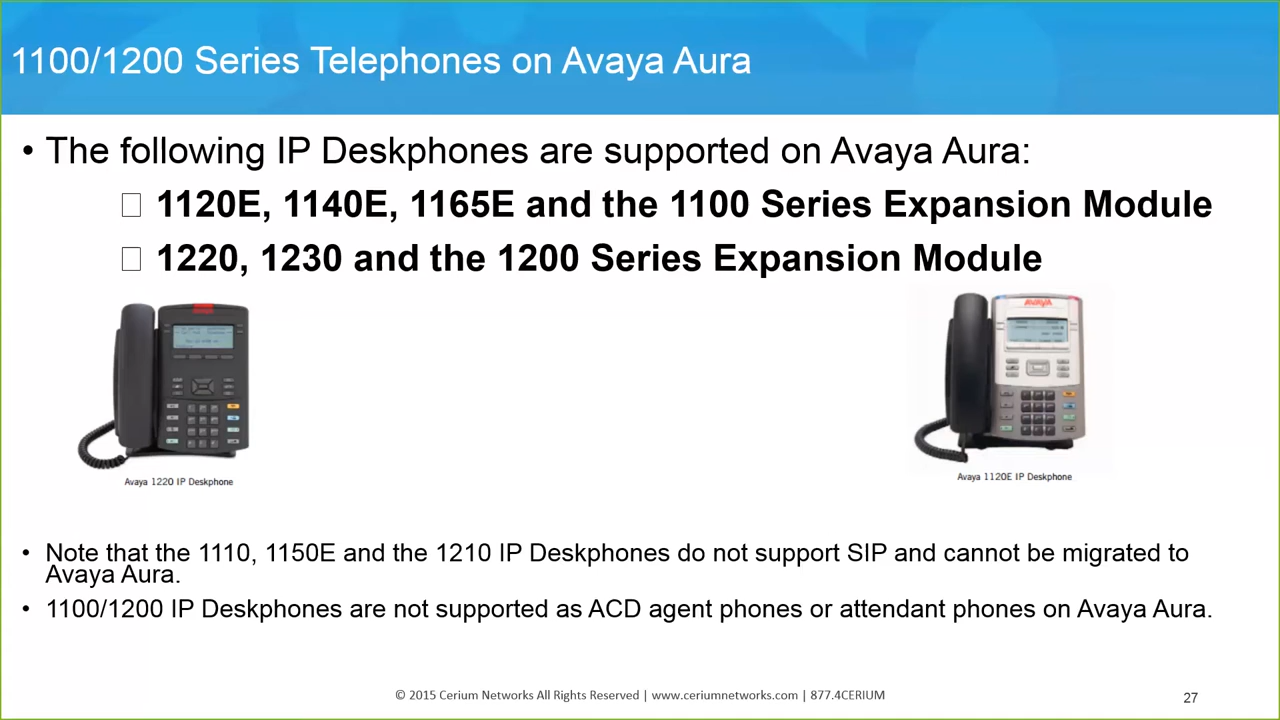 1100/1200 Series Telephones on Avaya Aura
• The following IP Deskphones are supported on Avaya Aura:
□ 1120E, 1140E, 1165E and the 1100 Series Expansion Module
□ 1220, 1230 and the 1200 Series Expansion Module
AVAYA
Avaya 1220 IP Deskphone
Avaya 1120E IP Deskphone
• Note that the 1110, 1150E and the 1210 IP Deskphones do not support SIP and cannot be migrated to
Avaya Aura.
• 1100/1200 IP Deskphones are not supported as ACD agent phones or attendant phones on Avaya Aura.
© 2015 Cerium Networks All Rights Reserved | www.ceriumnetworks.com | 877.4CERIUM
27